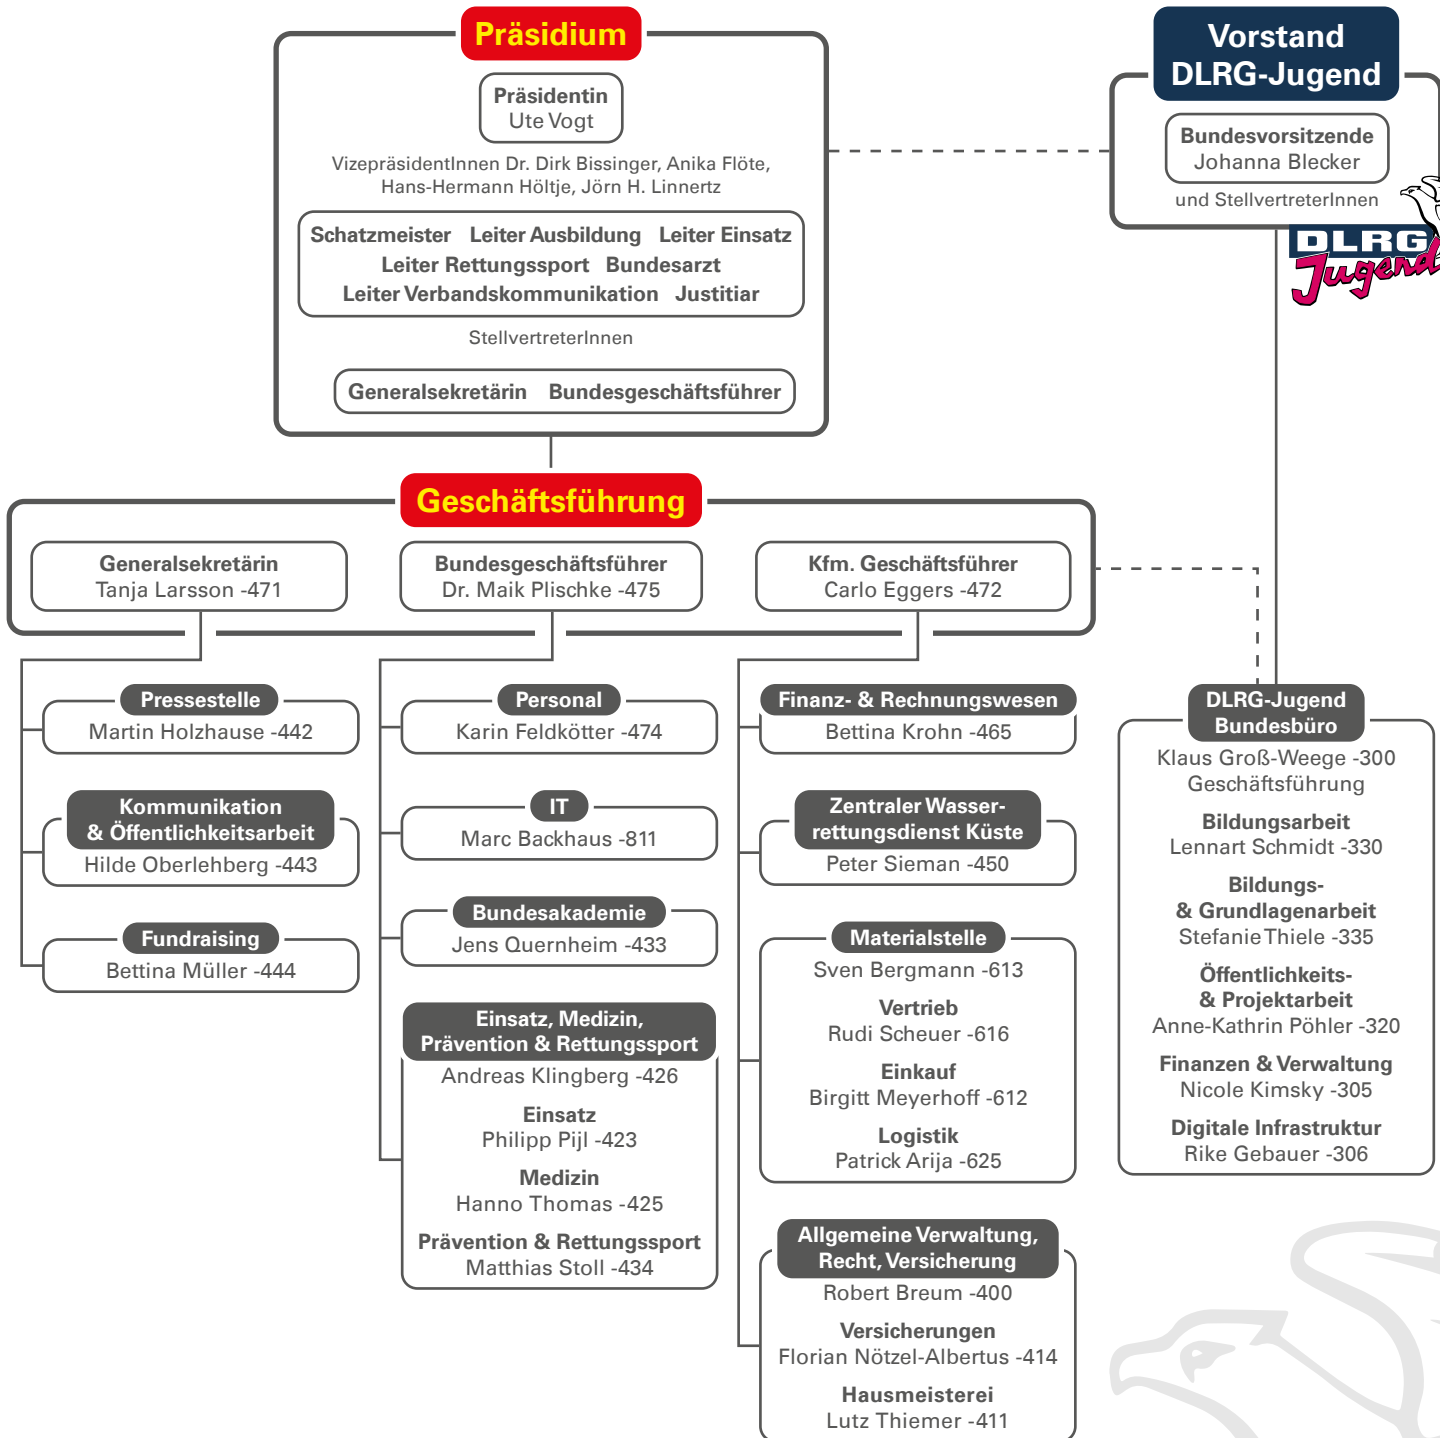 Präsidium
Präsidentin
Ute Vogt
VizepräsidentInnen Dr. Dirk Bissinger, Anika Flöte,
Hans-Hermann Höltje, Jörn H. Linnertz
Schatzmeister Leiter Ausbildung Leiter Einsatz
Leiter Rettungssport Bundesarzt
Leiter Verbandskommunikation Justitiar
StellvertreterInnen
Generalsekretärin Bundesgeschäftsführer
Vorstand
DLRG-Jugend
Bundesvorsitzende
Johanna Blecker
und StellvertreterInnen
DLRG
Jugend
Geschäftsführung
Generalsekretärin
Tanja Larsson -471
Bundesgeschäftsführer
Dr. Maik Plischke -475
Kfm. Geschäftsführer
Carlo Eggers -472
Pressestelle
Martin Holzhause -442
Kommunikation
& Öffentlichkeitsarbeit
Hilde Oberlehberg -443
Fundraising
Bettina Müller -444
Personal
Karin Feldkötter -474
IT
Marc Backhaus -811
Bundesakademie
Jens Quernheim -433
Einsatz, Medizin,
Prävention & Rettungssport
Andreas Klingberg -426
Einsatz
Philipp Pijl -423
Medizin
Hanno Thomas -425
Prävention & Rettungssport
Matthias Stoll -434
Finanz- & Rechnungswesen
Bettina Krohn -465
Zentraler Wasser-
rettungsdienst Küste
Peter Sieman -450
Materialstelle
Sven Bergmann -613
Vertrieb
Rudi Scheuer -616
Einkauf
Birgitt Meyerhoff -612
Logistik
Patrick Arija -625
Allgemeine Verwaltung,
Recht, Versicherung
Robert Breum -400
Versicherungen
Florian Nötzel-Albertus -414
Hausmeisterei
Lutz Thiemer -411
DLRG-Jugend
Bundesbüro
Klaus Groß-Weege -300
Geschäftsführung
Bildungsarbeit
Lennart Schmidt -330
Bildungs-
& Grundlagenarbeit
Stefanie Thiele -335
Öffentlichkeits-
& Projektarbeit
Anne-Kathrin Pöhler -320
Finanzen & Verwaltung
Nicole Kimsky -305
Digitale Infrastruktur
Rike Gebauer -306